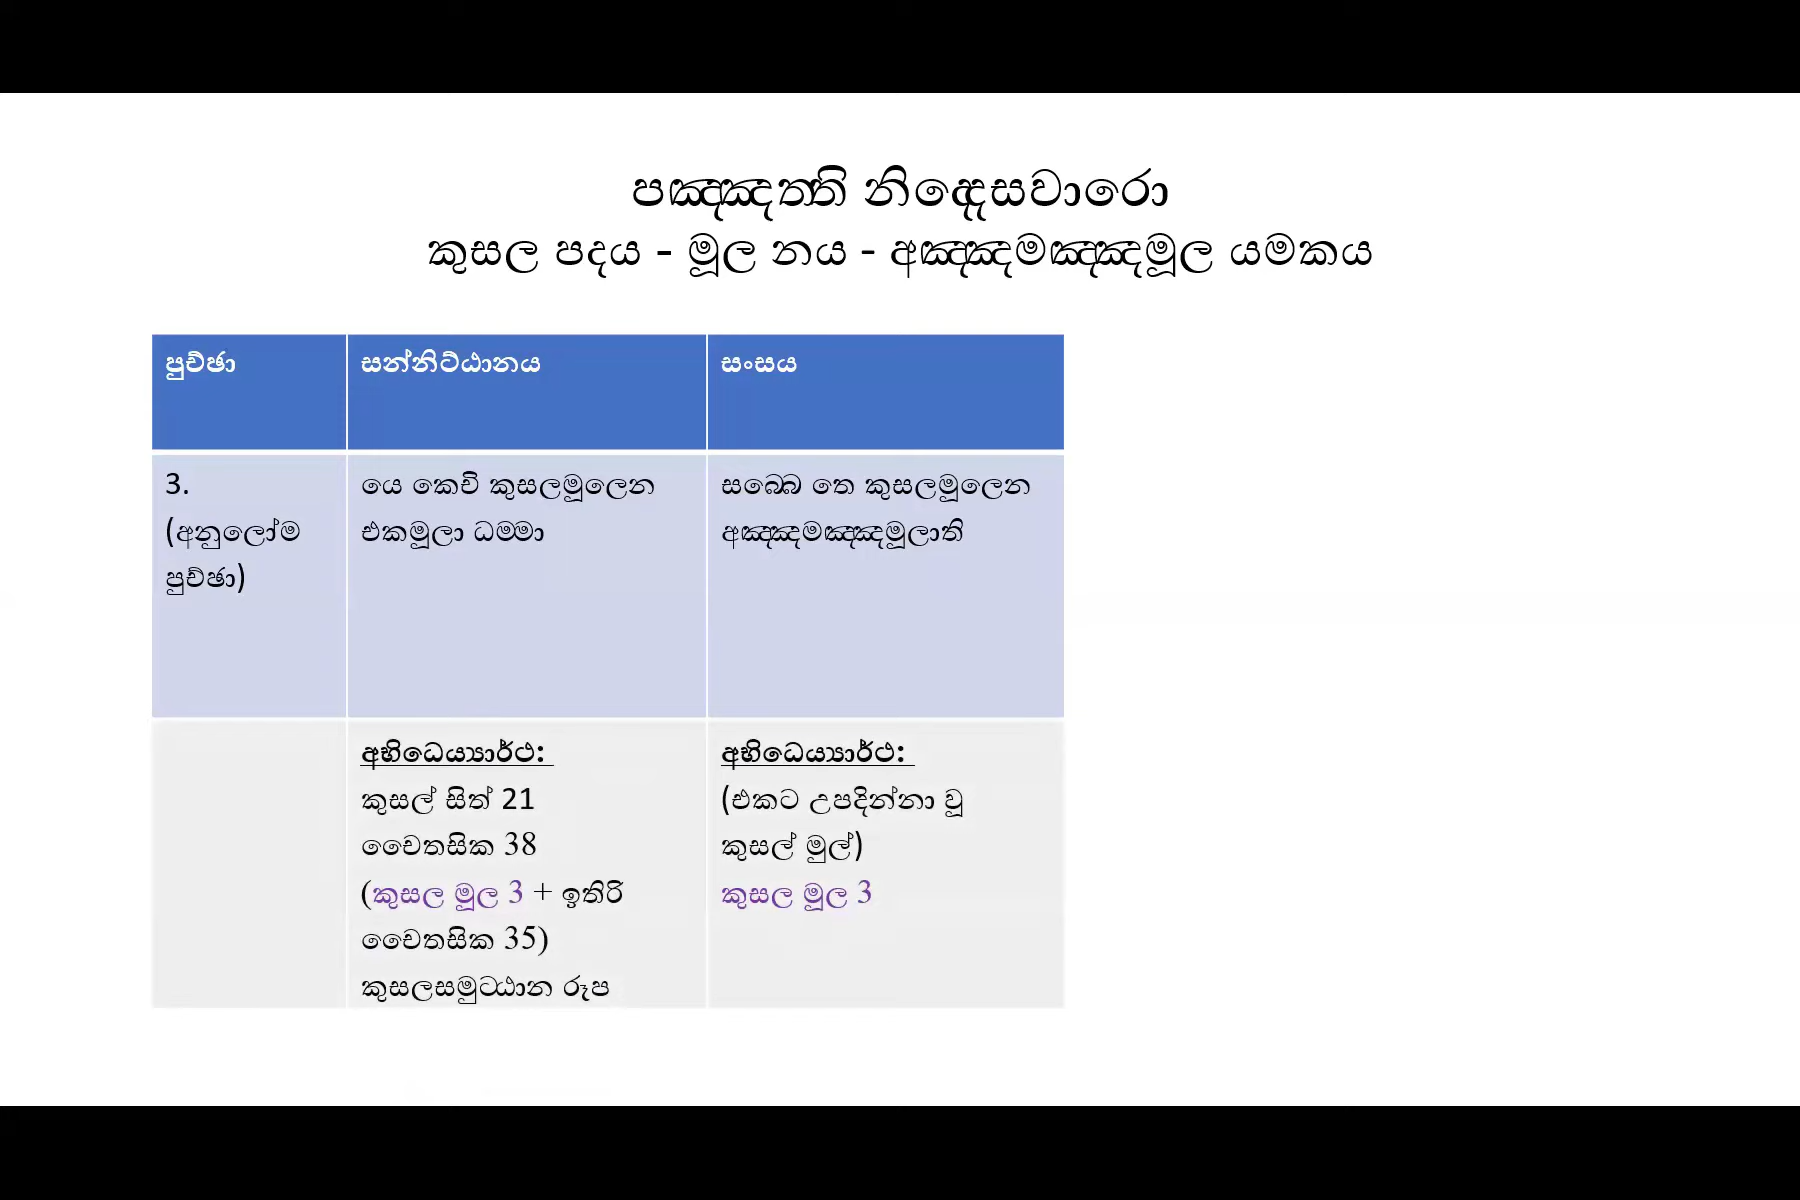 පඤ්ඤත්ති නිද්දෙසවාරො
කුසල පදය - මූල නය - අඤ්ඤමඤ්ඤමූල යමකය
පුච්ඡා
සන්නිට්ඨානය
සංසය
3.
(අනුලෝම
පුච්ඡා)
යෙ කෙචි කුසලමූලෙන
එකමූලා ධම්මා
සබ්බෙ තෙ කුසලමූලෙන
අඤ්ඤමඤ්ඤමූලාති
අභිධෙය්‍යාර්ථ:
කුසල් සිත් 21
චෛතසික 38
(කුසල මූල 3 + ඉතිරි
චෛතසික 35)
කුසලසමුට්ඨාන රූප
අභිධෙය්‍යාර්ථ:
(එකට උපදින්නා වූ
කුසල් මුල්)
කුසල මූල 3